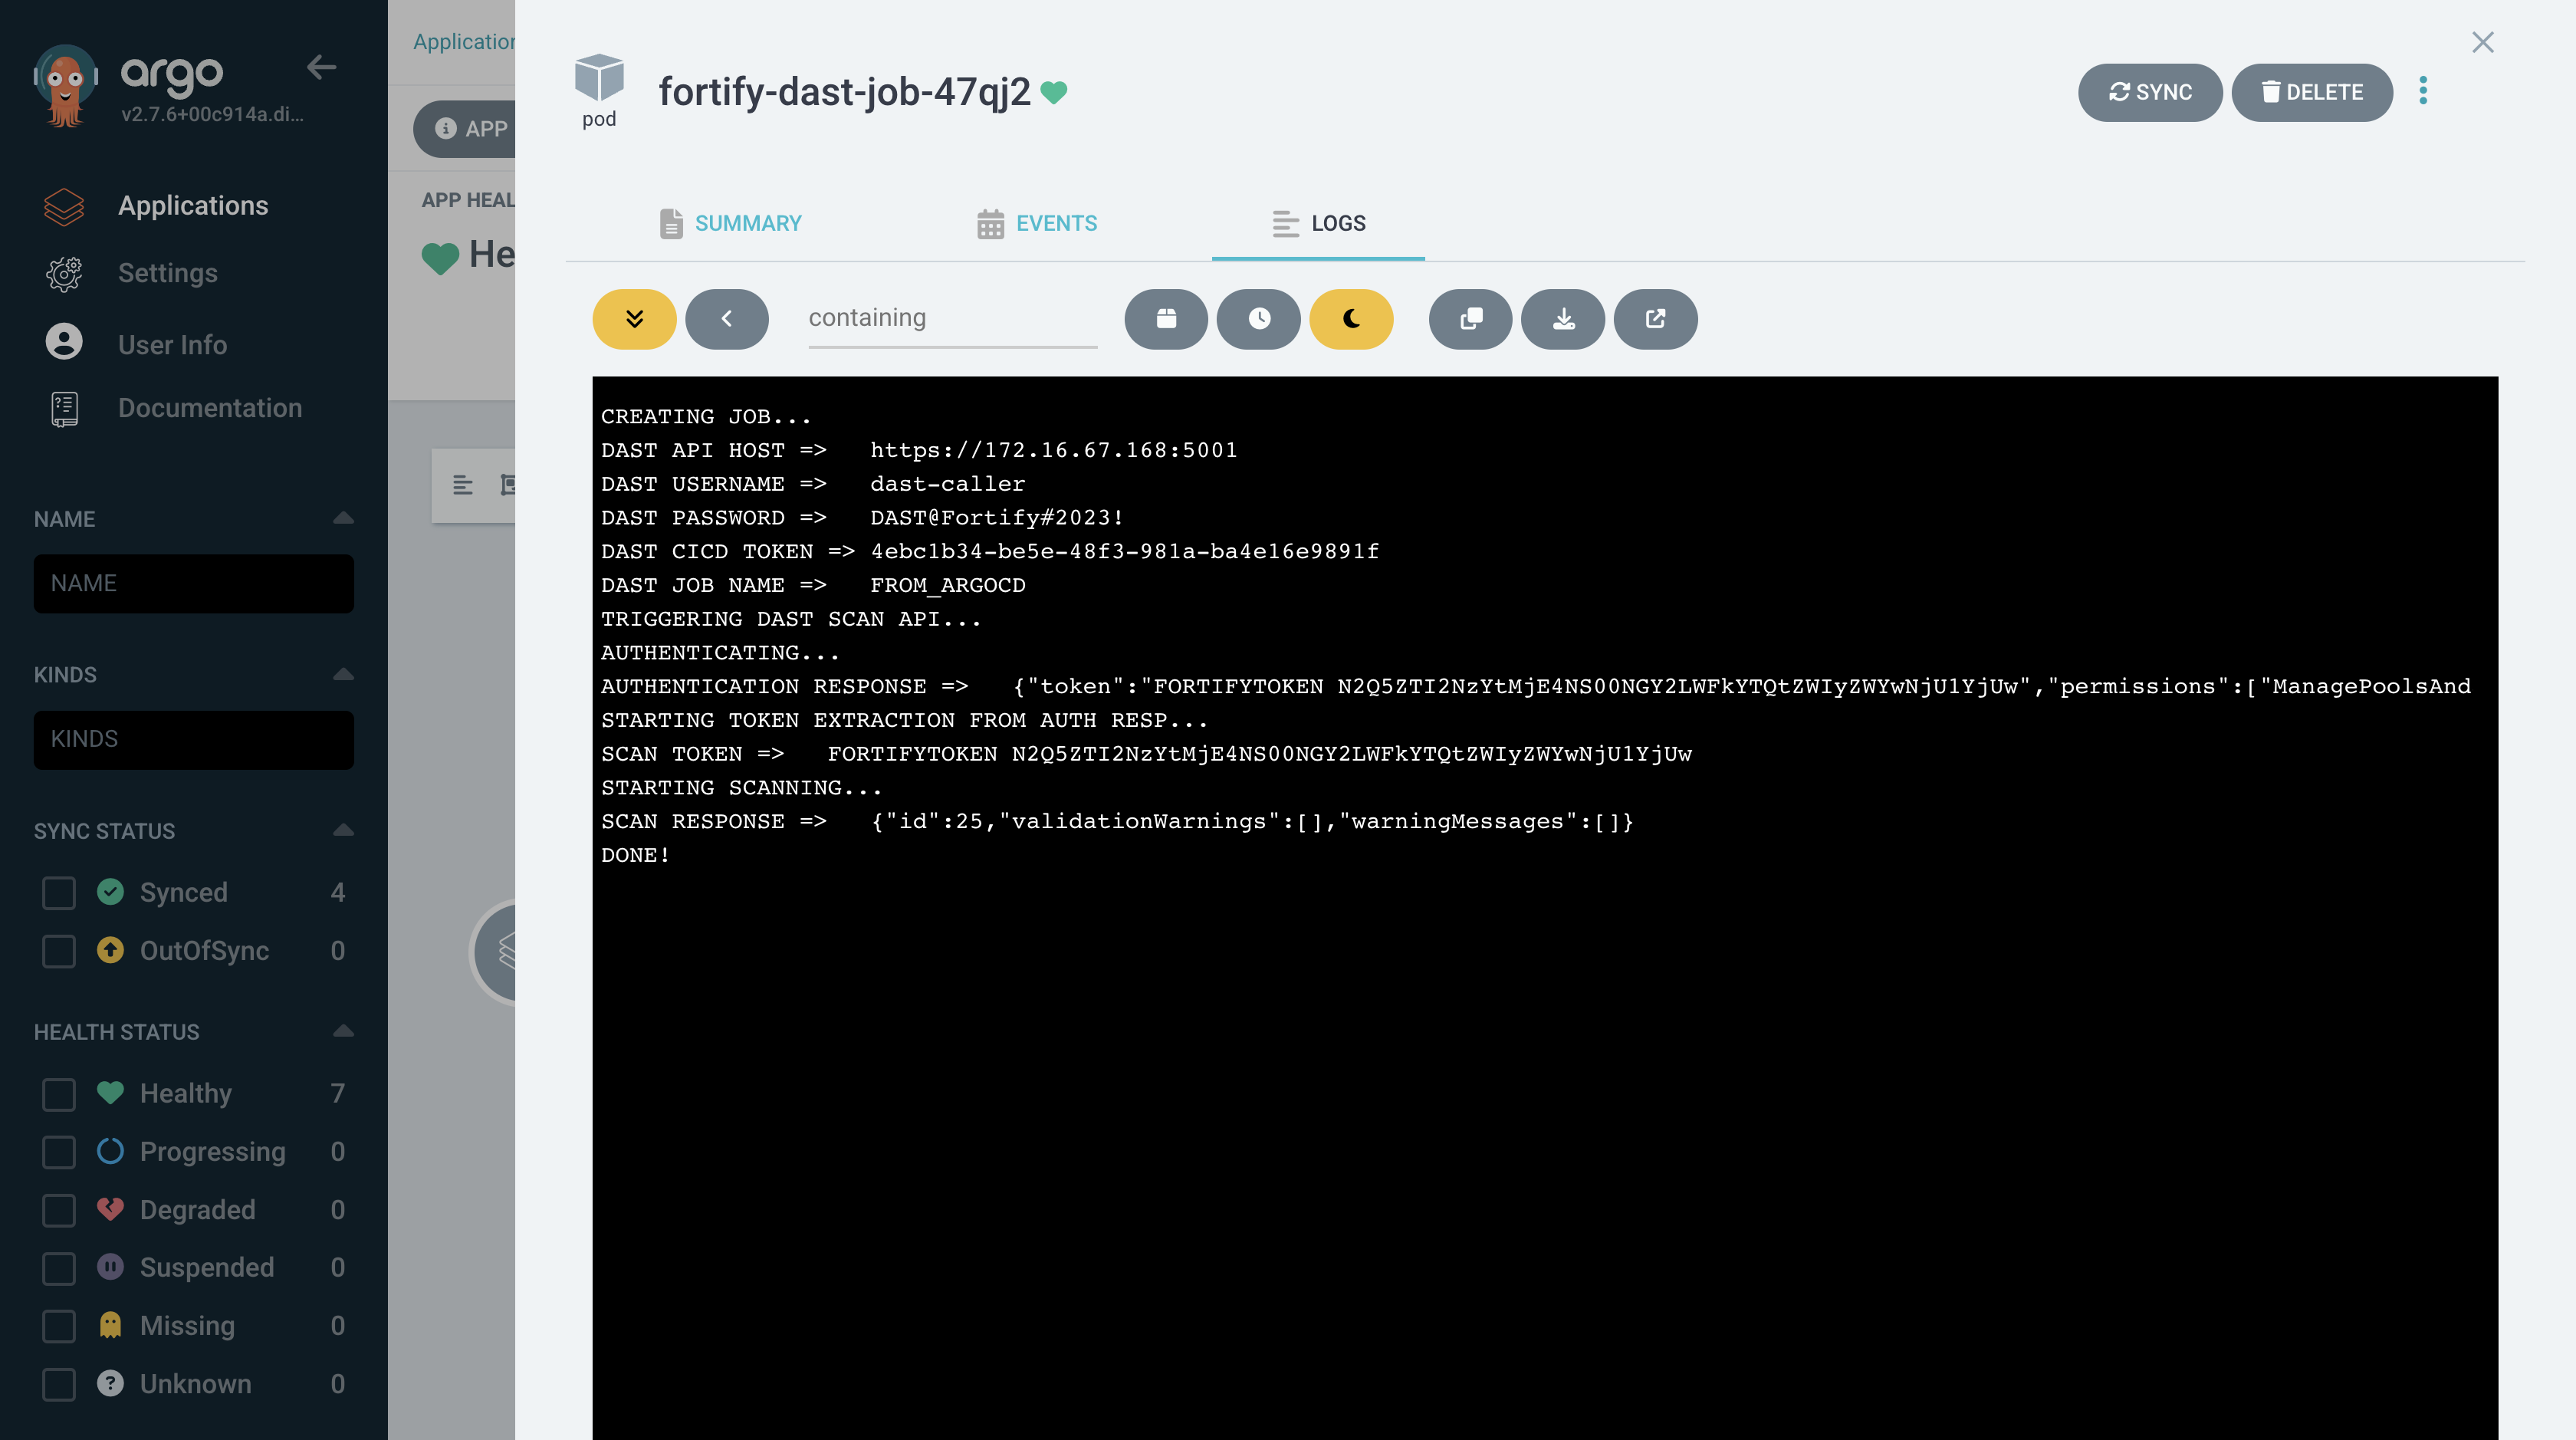 argo
v2.7.6+00c914a.di...
Applications
Settings
User Info
Documentation
NAME
NAME
KINDS
KINDS
SYNC STATUS
Synced 4
OutOfSync 0
HEALTH STATUS
Healthy 7
Progressing 0
Degraded 0
Suspended 0
Missing 0
Unknown 0
APP
pod
fortify-dast-job-47qj2
SYNC
DELETE
SUMMARY
EVENTS
LOGS
containing
CREATING JOB...
DAST API HOST => https://172.16.67.168:5001
DAST USERNAME => dast-caller
DAST PASSWORD => DAST@Fortify#2023!
DAST CICD TOKEN => 4ebc1b34-be5e-48f3-981a-ba4e16e9891f
DAST JOB NAME => FROM_ARGOCD
TRIGGERING DAST SCAN API...
AUTHENTICATING...
AUTHENTICATION RESPONSE => {"token":"FORTIFYTOKEN N2Q5ZTI2NzYtMjE4NS00NGY2LWFkYTQtZWIyZWYwNjU1YjUw","permissions":["ManagePoolsAnd
STARTING TOKEN EXTRACTION FROM AUTH RESP...
SCAN TOKEN => FORTIFYTOKEN N2Q5ZTI2NzYtMjE4NS00NGY2LWFkYTQtZWIyZWYwNjU1YjUw
STARTING SCANNING...
SCAN RESPONSE => {"id":25,"validationWarnings":[],"warningMessages":[]}
DONE!